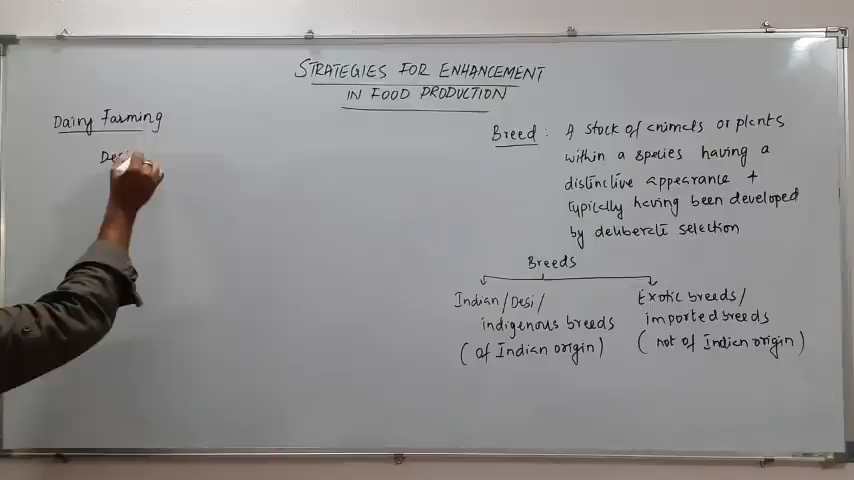 STRATEGIES FOR ENHANCEMENT
IN FOOD PRODUCTION
Dairy Farming
Desi
Breed : A stock of animals or plants
within a species having a
distinctive appearance +
typically having been developed
by deliberate selection
Breeds
Indian/Desi/
indigenous breeds
(of Indian origin)
Exotic breeds/
imported breeds
(not of Indian origin)